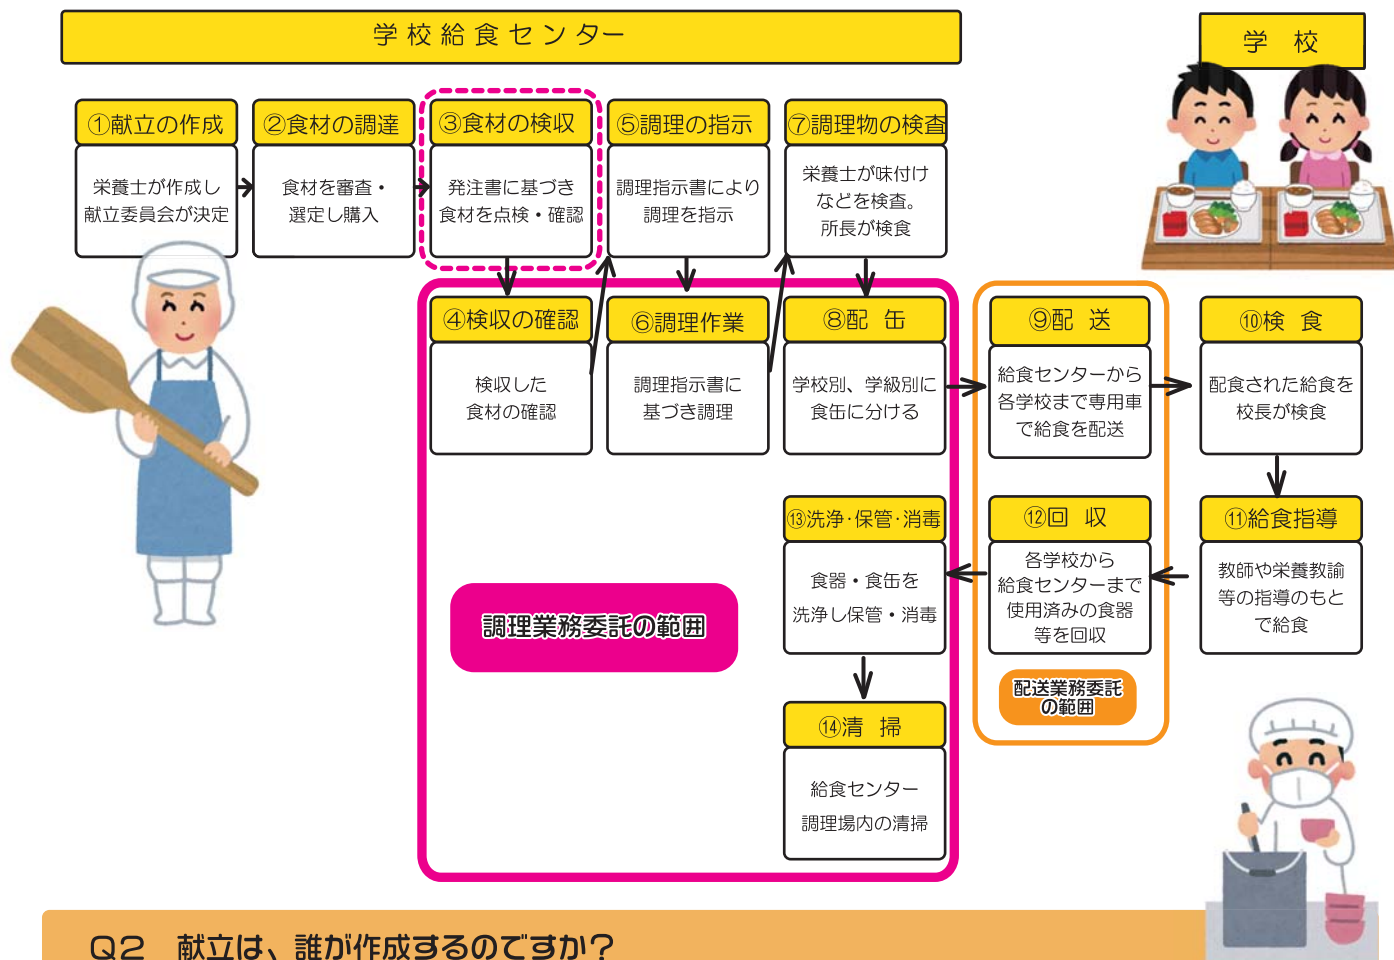 学校給食センター
学 校
①献立の作成
栄養士が作成し
献立委員会が決定
②食材の調達
食材を審査・
選定し購入
③食材の検収
発注書に基づき
食材を点検・確認
④検収の確認
検収した
食材の確認
⑤調理の指示
調理指示書により
調理を指示
⑥調理作業
調理指示書に
基づき調理
⑦調理物の検査
栄養士が味付け
などを検査。
所長が検食
⑧配 缶
学校別、学級別に
食缶に分ける
⑨配 送
給食センターから
各学校まで専用車
で給食を配送
⑩検 食
配食された給食を
校長が検食
⑪給食指導
教師や栄養教諭
等の指導のもと
で給食
⑫回 収
各学校から
給食センターまで
使用済みの食器
等を回収
配送業務委託
の範囲
⑬洗浄・保管・消毒
食器・食缶を
洗浄し保管・消毒
調理業務委託の範囲
⑭清 掃
給食センター
調理場内の清掃
Q2 献立は、誰が作成するのですか？